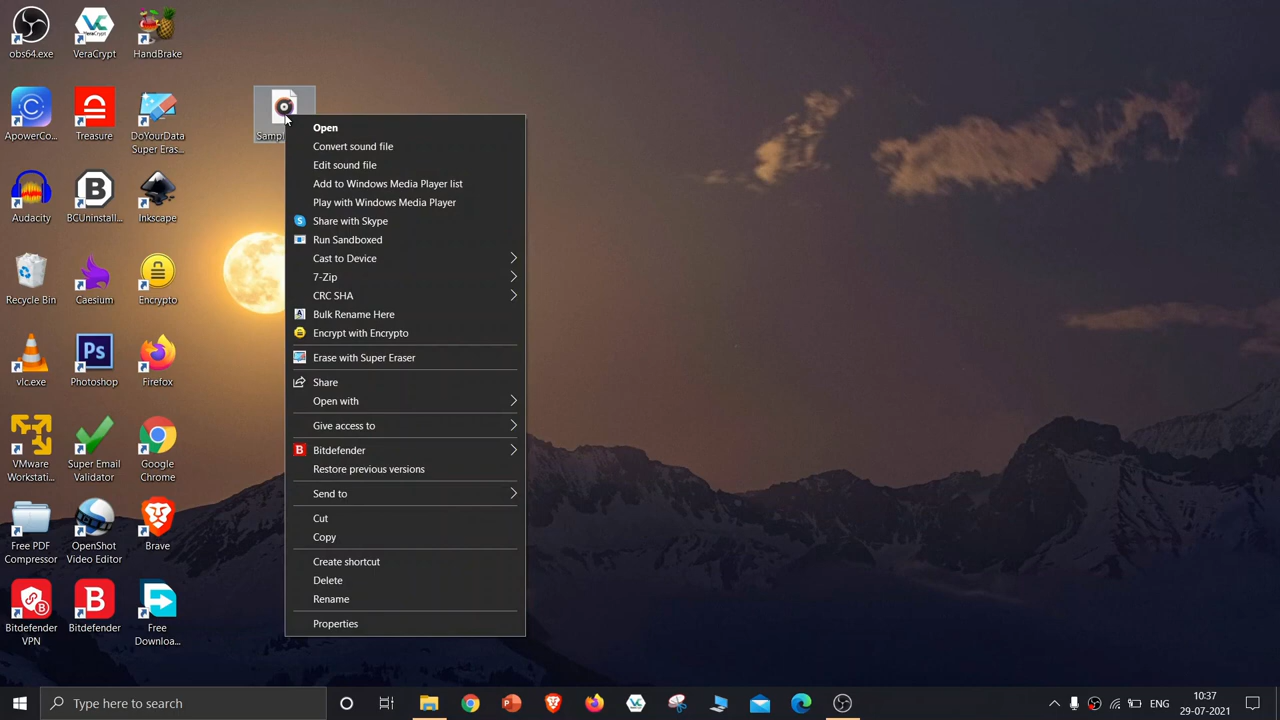 obs64.exe
VeraCrypt
HandBrake
ApowerCo...
Treasure
DoYourData
Super Eras...
Audacity
BCUninstall...
Inkscape
Recycle Bin
Caesium
Encrypto
vlc.exe
Photoshop
Firefox
VMware
Workstati...
Super Email
Validator
Google
Chrome
Free PDF
Compressor
OpenShot
Video Editor
Brave
Bitdefender
VPN
Bitdefender
Free
Downloa...
Open
Convert sound file
Edit sound file
Add to Windows Media Player list
Play with Windows Media Player
Share with Skype
Run Sandboxed
Cast to Device
7-Zip
CRC SHA
Bulk Rename Here
Encrypt with Encrypto
Erase with Super Eraser
Share
Open with
Give access to
Bitdefender
Restore previous versions
Send to
Cut
Copy
Create shortcut
Delete
Rename
Properties
Type here to search
ENG
10:37
29-07-2021